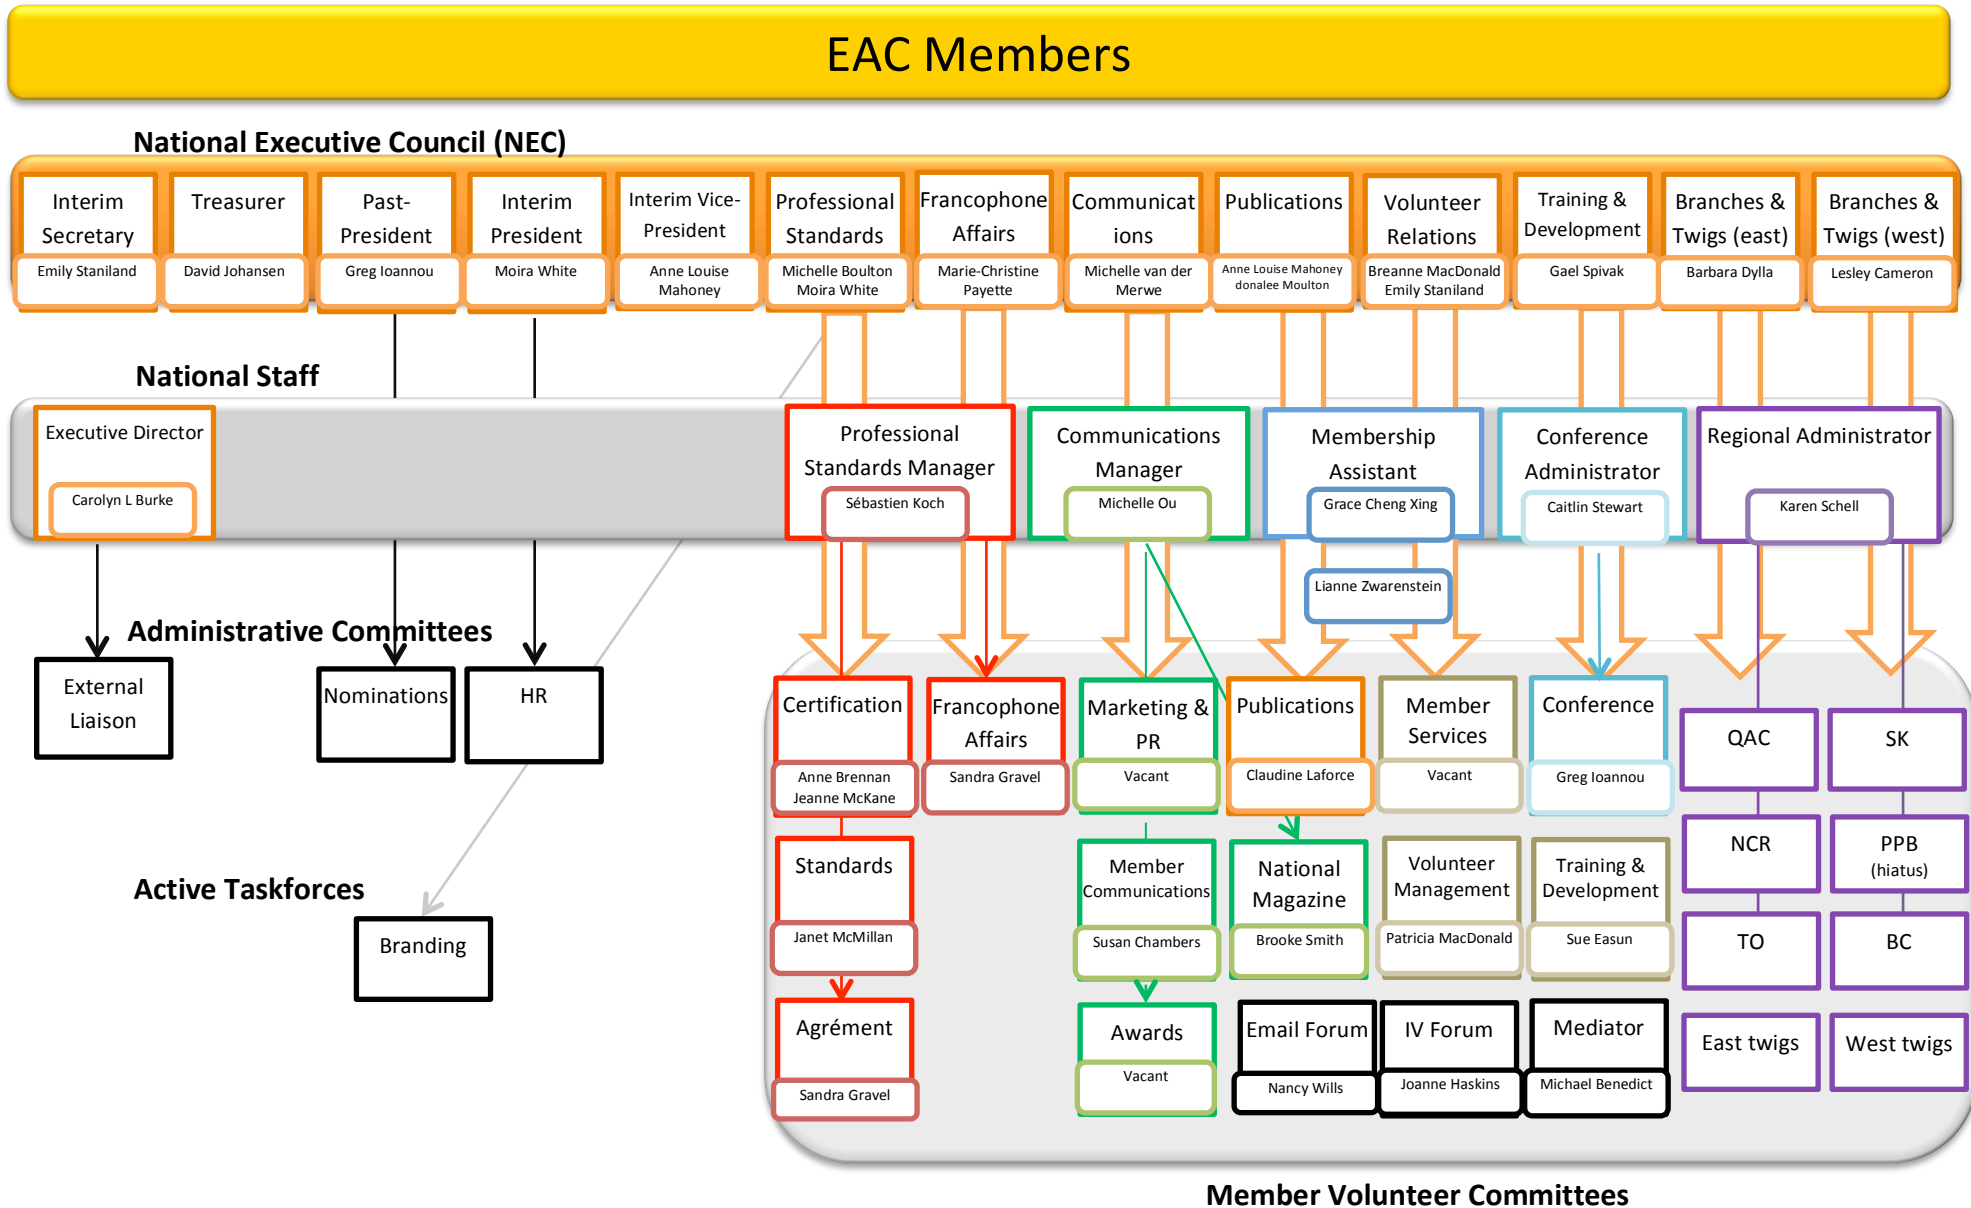 EAC Members
National Executive Council (NEC)
Interim
Secretary
Emily Staniland
Treasurer
David Johansen
Past-
President
Greg Ioannou
Interim
President
Moira White
Interim Vice-
President
Anne Louise
Mahoney
Professional
Standards
Michelle Boulton
Moira White
Francophone
Affairs
Marie-Christine
Payette
Communicat
ions
Michelle van der
Merwe
Publications
Anne Louise Mahoney
donalee Moulton
Volunteer
Relations
Breanne MacDonald
Emily Staniland
Training &
Development
Gael Spivak
Branches &
Twigs (east)
Barbara Dylla
Branches &
Twigs (west)
Lesley Cameron
National Staff
Executive Director
Carolyn L Burke
Professional
Standards Manager
Sébastien Koch
Communications
Manager
Michelle Ou
Membership
Assistant
Grace Cheng Xing
Lianne Zwarenstein
Conference
Administrator
Caitlin Stewart
Regional Administrator
Karen Schell
Administrative Committees
External
Liaison
Nominations
HR
Active Taskforces
Branding
Certification
Anne Brennan
Jeanne McKane
Francophone
Affairs
Sandra Gravel
Marketing &
PR
Vacant
Publications
Claudine Laforce
Member
Services
Vacant
Conference
Greg Ioannou
QAC
SK
Standards
Janet McMillan
Member
Communications
Susan Chambers
National
Magazine
Brooke Smith
Volunteer
Management
Patricia MacDonald
Training &
Development
Sue Easun
NCR
PPB
(hiatus)
TO
BC
Agrément
Sandra Gravel
Awards
Vacant
Email Forum
Nancy Wills
IV Forum
Joanne Haskins
Mediator
Michael Benedict
East twigs
West twigs
Member Volunteer Committees